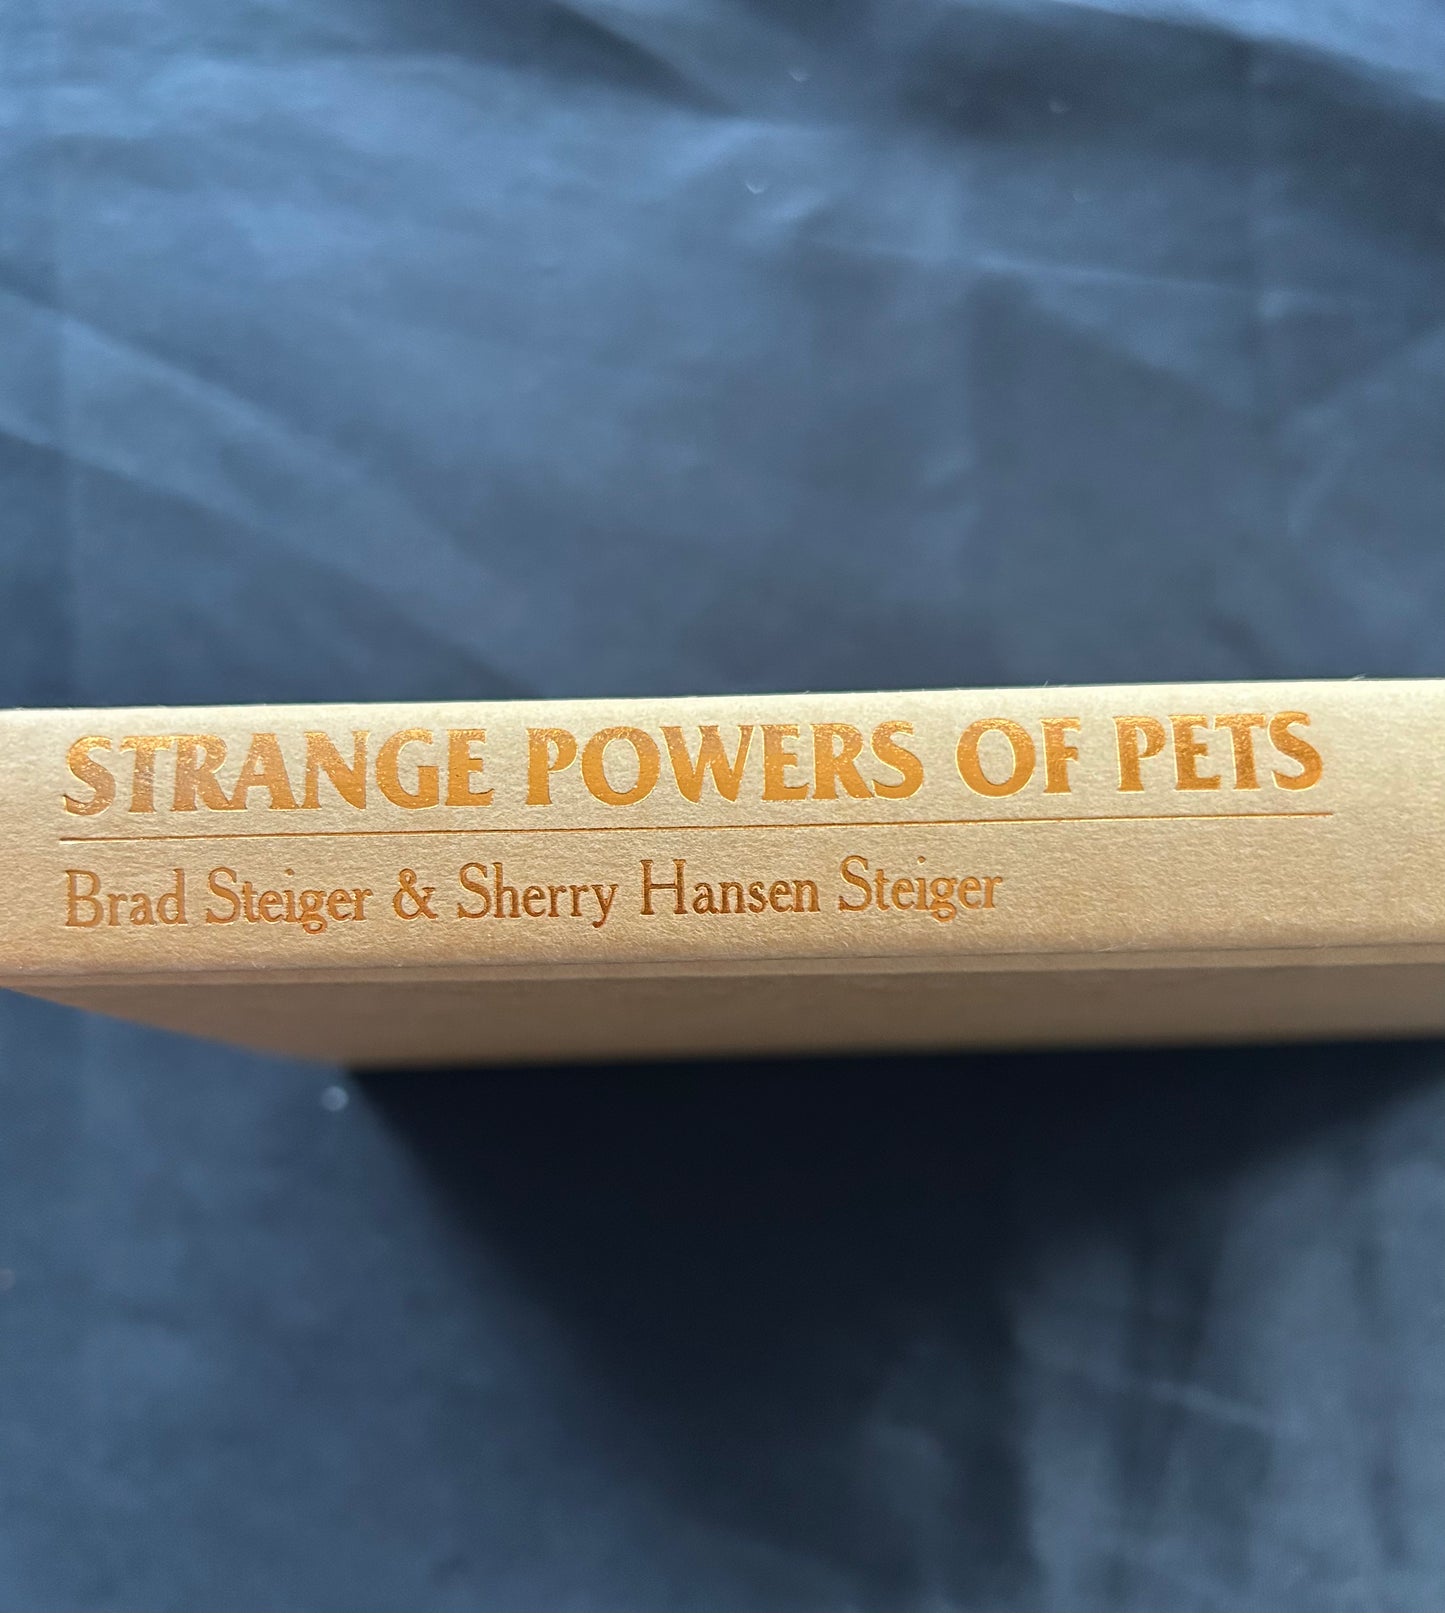 STRANGE POWERS OF PETS
Brad Steiger & Sherry Hansen Steiger